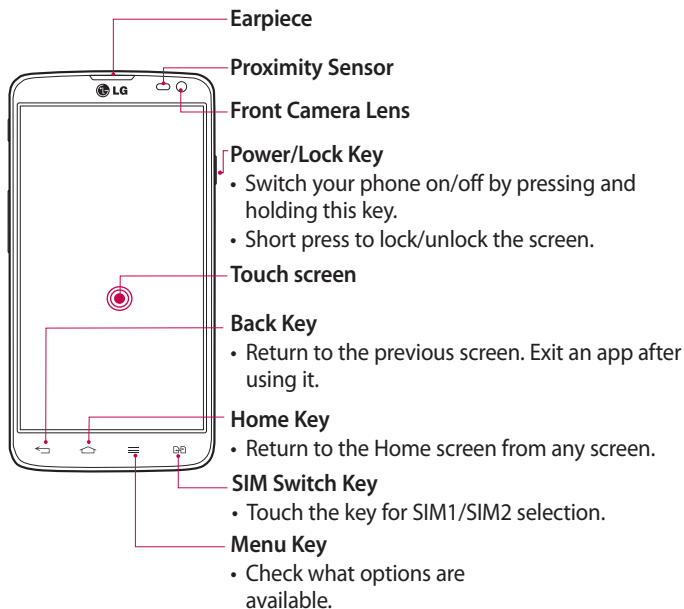 Earpiece
Proximity Sensor
LG
Front Camera Lens
Power/Lock Key
• Switch your phone on/off by pressing and
holding this key.
• Short press to lock/unlock the screen.
Touch screen
Back Key
• Return to the previous screen. Exit an app after
using it.
Home Key
• Return to the Home screen from any screen.
SIM Switch Key
• Touch the key for SIM1/SIM2 selection.
Menu Key
• Check what options are
available.